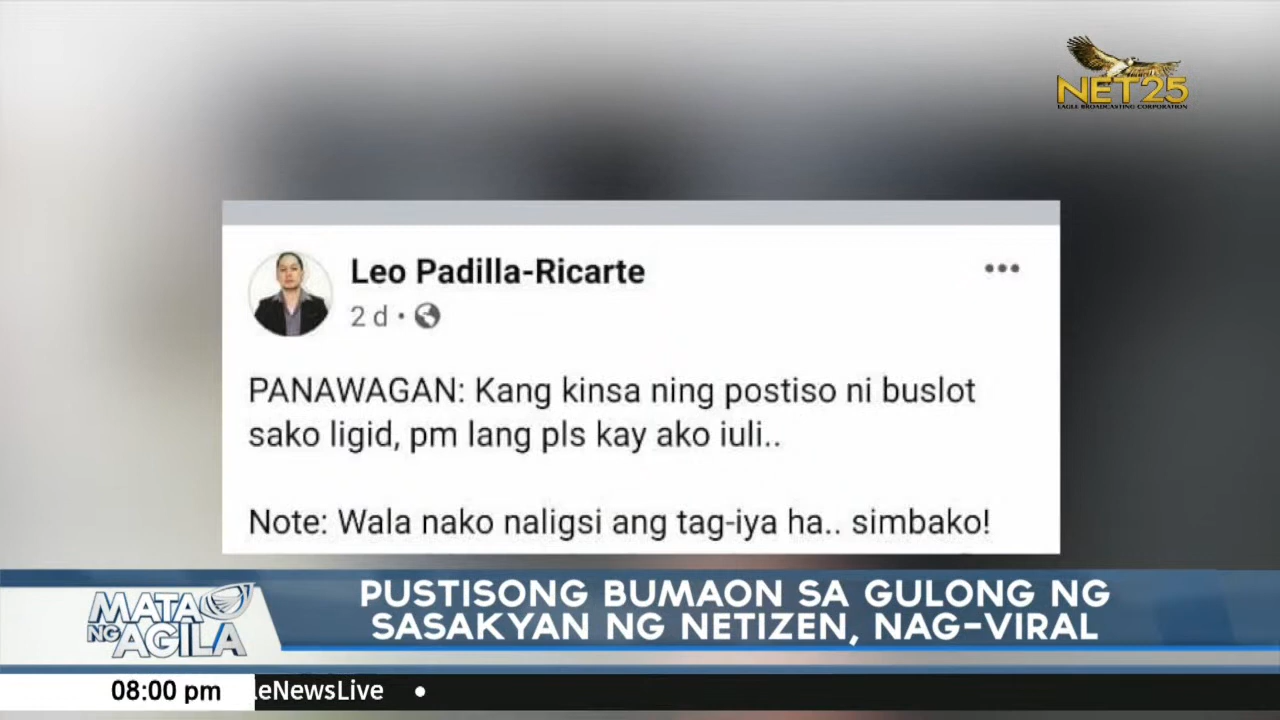 NET25
EAGLE BROADCASTING CORPORATION
Leo Padilla-Ricarte
2 d •
PANAWAGAN: Kang kinsa ning postiso ni buslot
sako ligid, pm lang pls kay ako iuli..
Note: Wala nako naligsi ang tag-iya ha.. simbako!
MATA
NG AGILA
PUSTISONG BUMAON SA GULONG NG
SASAKYAN NG NETIZEN, NAG-VIRAL
08:00 pm
eNewsLive •